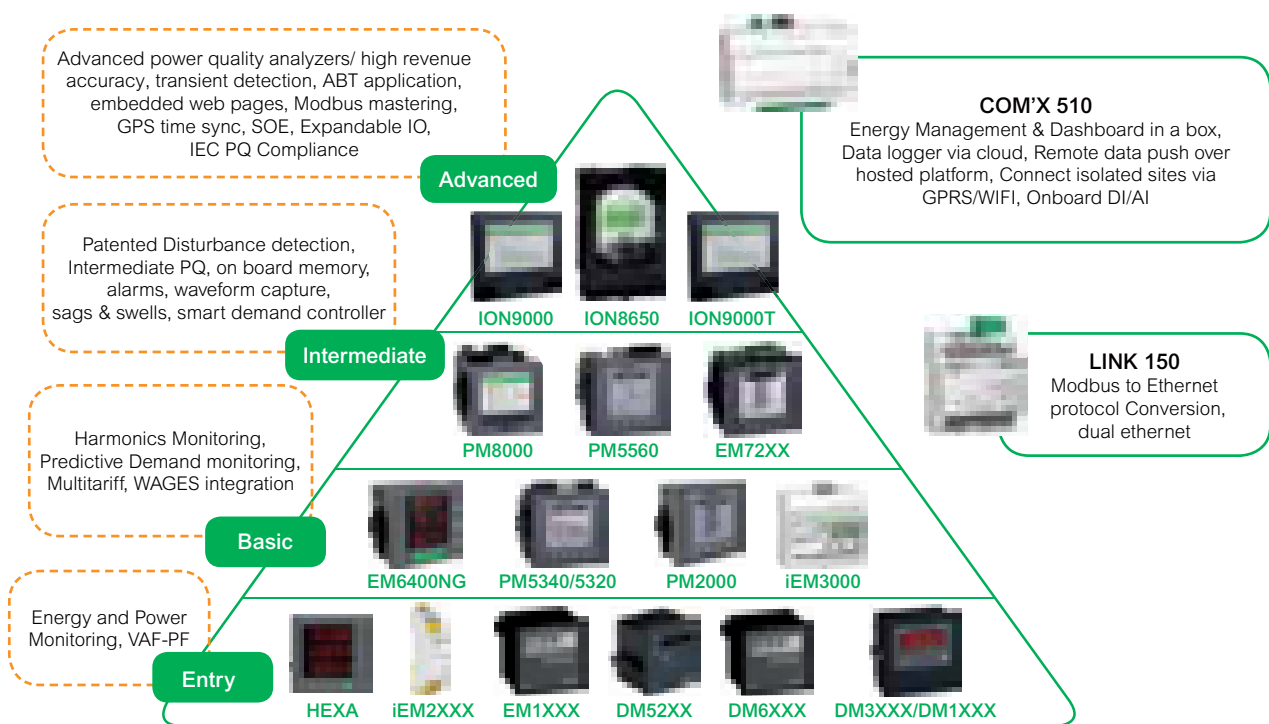 Advanced power quality analyzers/ high revenue
accuracy, transient detection, ABT application,
embedded web pages, Modbus mastering,
GPS time sync, SOE, Expandable IO,
IEC PQ Compliance
Advanced
COM'X 510
Energy Management & Dashboard in a box,
Data logger via cloud, Remote data push over
hosted platform, Connect isolated sites via
GPRS/WIFI, Onboard DI/AI
ION9000 ION8650 ION9000T
Patented Disturbance detection,
Intermediate PQ, on board memory,
alarms, waveform capture,
sags & swells, smart demand controller
Intermediate
PM8000 PM5560 EM72XX
LINK 150
Modbus to Ethernet
protocol Conversion,
dual ethernet
Harmonics Monitoring,
Predictive Demand monitoring,
Multitariff, WAGES integration
Basic
EM6400NG PM5340/5320 PM2000 iEM3000
Energy and Power
Monitoring, VAF-PF
Entry
HEXA iEM2XXX EM1XXX DM52XX DM6XXX DM3XXX/DM1XXX